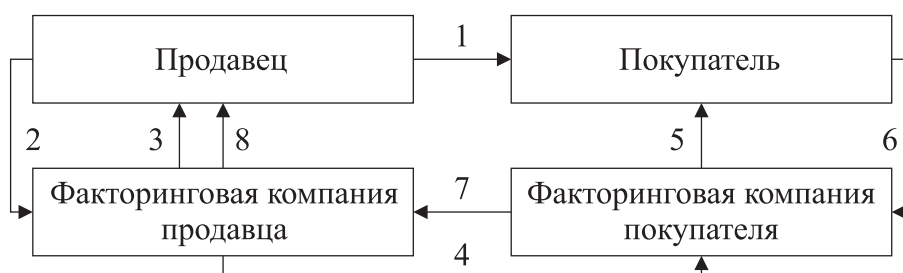 Продавец
1
Покупатель
2
3
8
5
6
Факторинговая компания
продавца
7
Факторинговая компания
покупателя
4